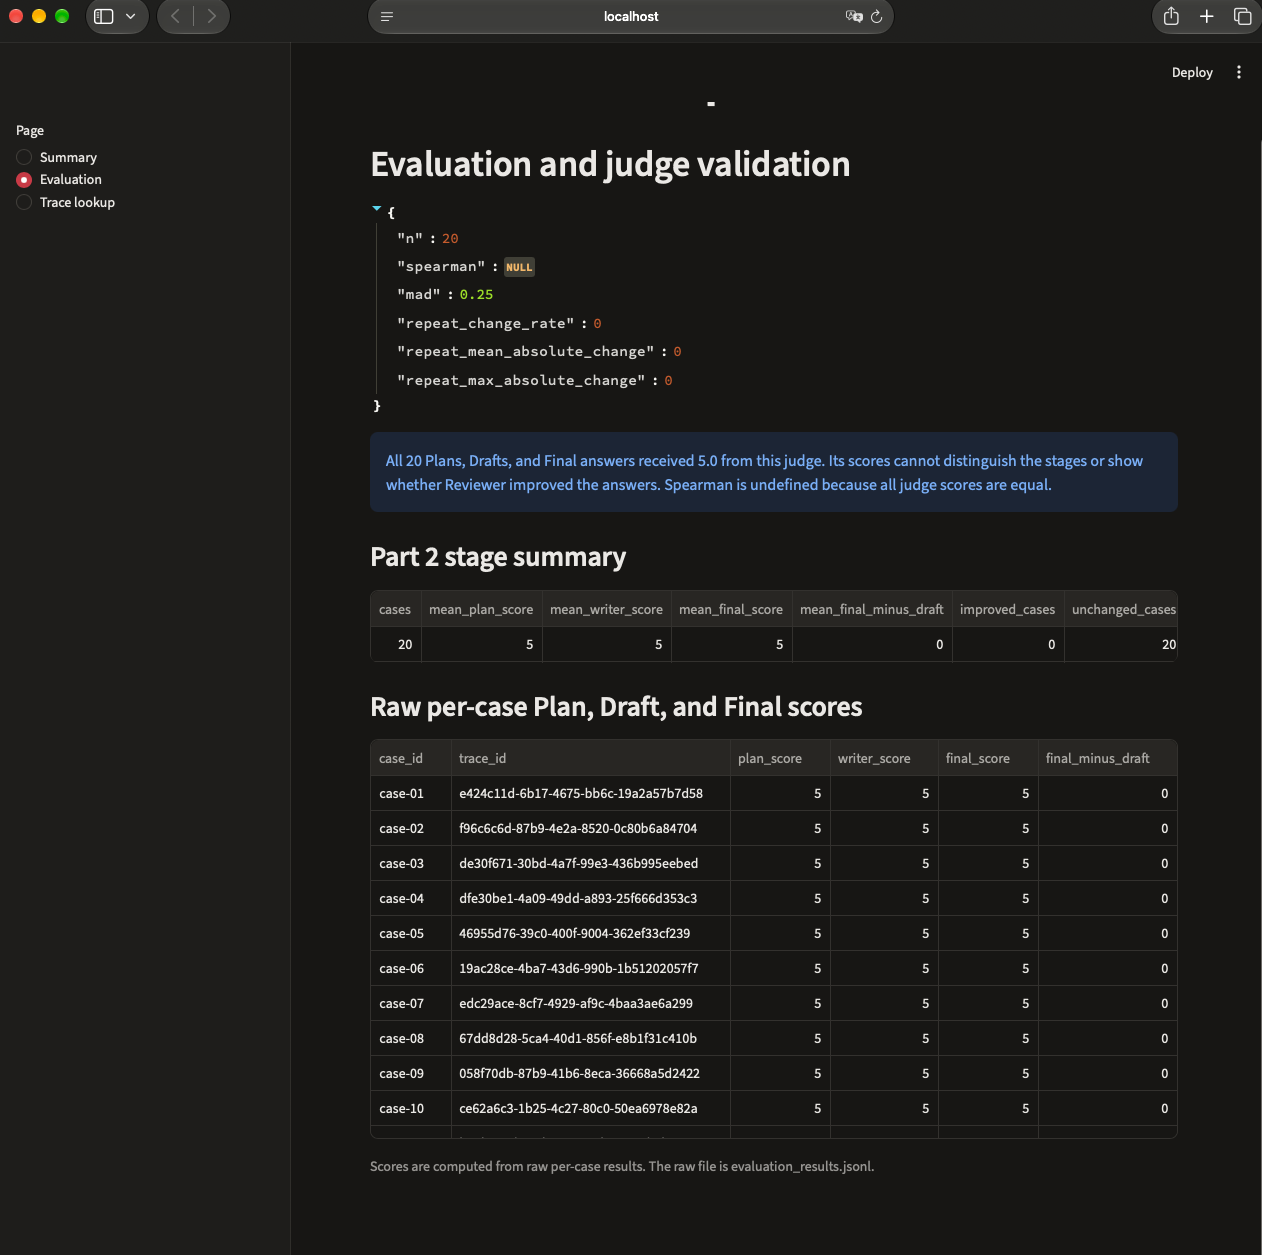 localhost
Deploy
Page
Summary
Evaluation
Trace lookup
-
Evaluation and judge validation
{
"n" : 20
"spearman" : NULL
"mad" : 0.25
"repeat_change_rate" : 0
"repeat_mean_absolute_change" : 0
"repeat_max_absolute_change" : 0
}
All 20 Plans, Drafts, and Final answers received 5.0 from this judge. Its scores cannot distinguish the stages or show
whether Reviewer improved the answers. Spearman is undefined because all judge scores are equal.
Part 2 stage summary
cases mean_plan_score mean_writer_score mean_final_score mean_final_minus_draft improved_cases unchanged_cases
20 5 5 5 0 0 20
Raw per-case Plan, Draft, and Final scores
case_id trace_id plan_score writer_score final_score final_minus_draft
case-01 e424c11d-6b17-4675-bb6c-19a2a57b7d58 5 5 5 0
case-02 f96c6c6d-87b9-4e2a-8520-0c80b6a84704 5 5 5 0
case-03 de30f671-30bd-4a7f-99e3-436b995eebed 5 5 5 0
case-04 dfe30be1-4a09-49dd-a893-25f666d353c3 5 5 5 0
case-05 46955d76-39c0-400f-9004-362ef33cf239 5 5 5 0
case-06 19ac28ce-4ba7-43d6-990b-1b51202057f7 5 5 5 0
case-07 edc29ace-8cf7-4929-af9c-4baa3ae6a299 5 5 5 0
case-08 67dd8d28-5ca4-40d1-856f-e8b1f31c410b 5 5 5 0
case-09 058f70db-87b9-41b6-8eca-36668a5d2422 5 5 5 0
case-10 ce62a6c3-1b25-4c27-80c0-50ea6978e82a 5 5 5 0
Scores are computed from raw per-case results. The raw file is evaluation_results.jsonl.